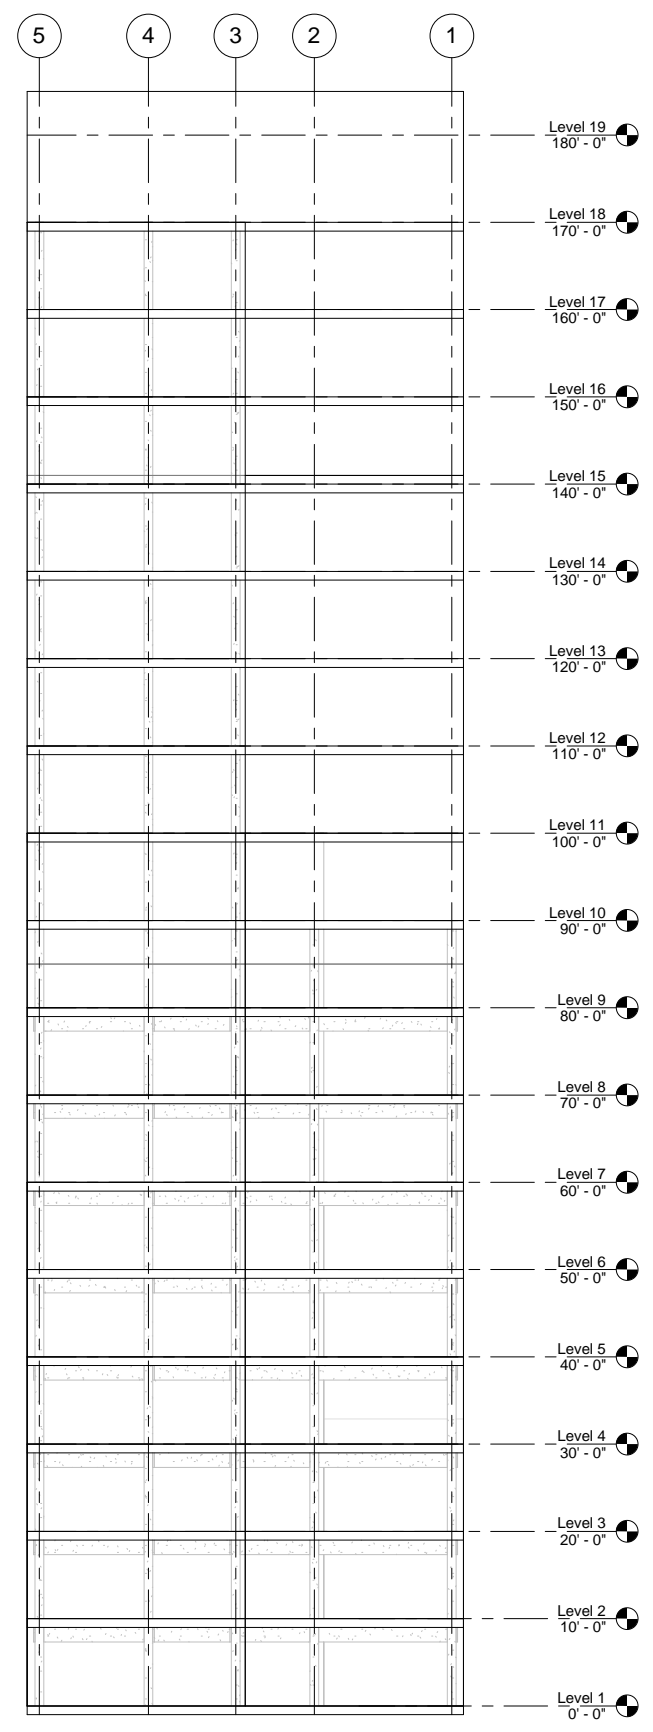 5 4 3 2 1
Level 19
180' - 0"
Level 18
170' - 0"
Level 17
160' - 0"
Level 16
150' - 0"
Level 15
140' - 0"
Level 14
130' - 0"
Level 13
120' - 0"
Level 12
110' - 0"
Level 11
100' - 0"
Level 10
90' - 0"
Level 9
80' - 0"
Level 8
70' - 0"
Level 7
60' - 0"
Level 6
50' - 0"
Level 5
40' - 0"
Level 4
30' - 0"
Level 3
20' - 0"
Level 2
10' - 0"
Level 1
0' - 0"